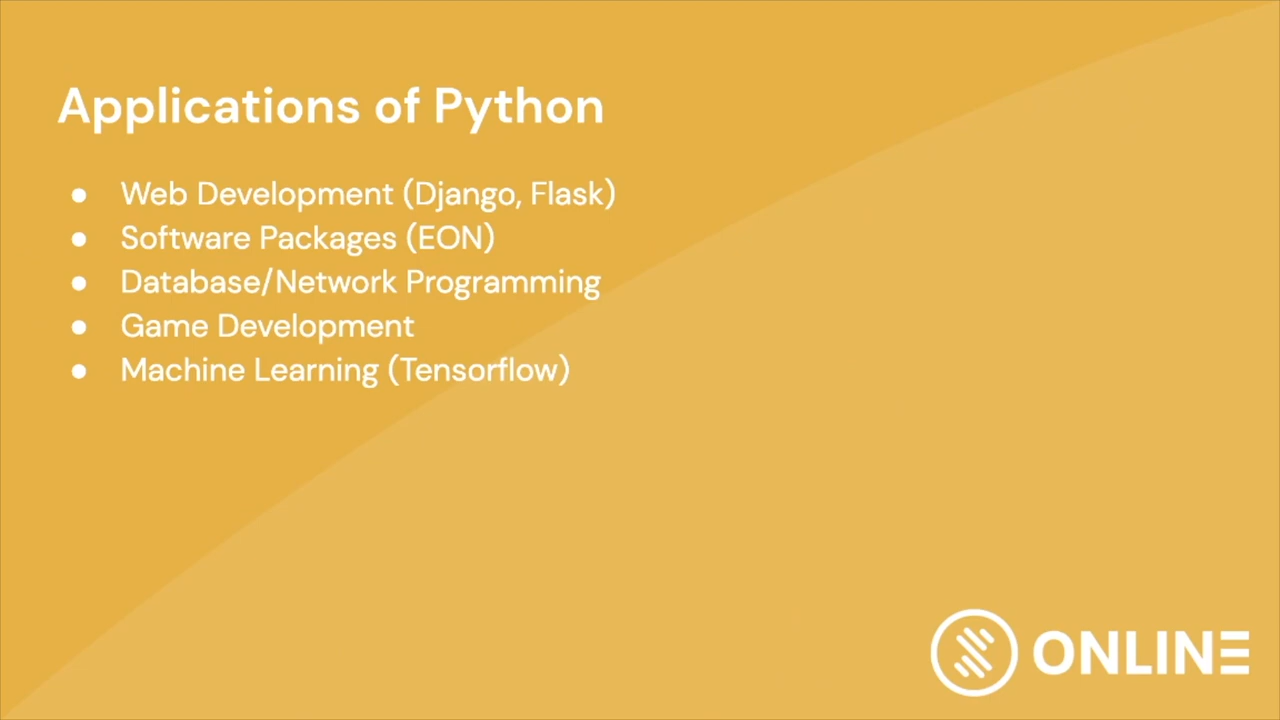 Applications of Python
● Web Development (Django, Flask)
● Software Packages (EON)
● Database/Network Programming
● Game Development
● Machine Learning (Tensorflow)
ONLINE